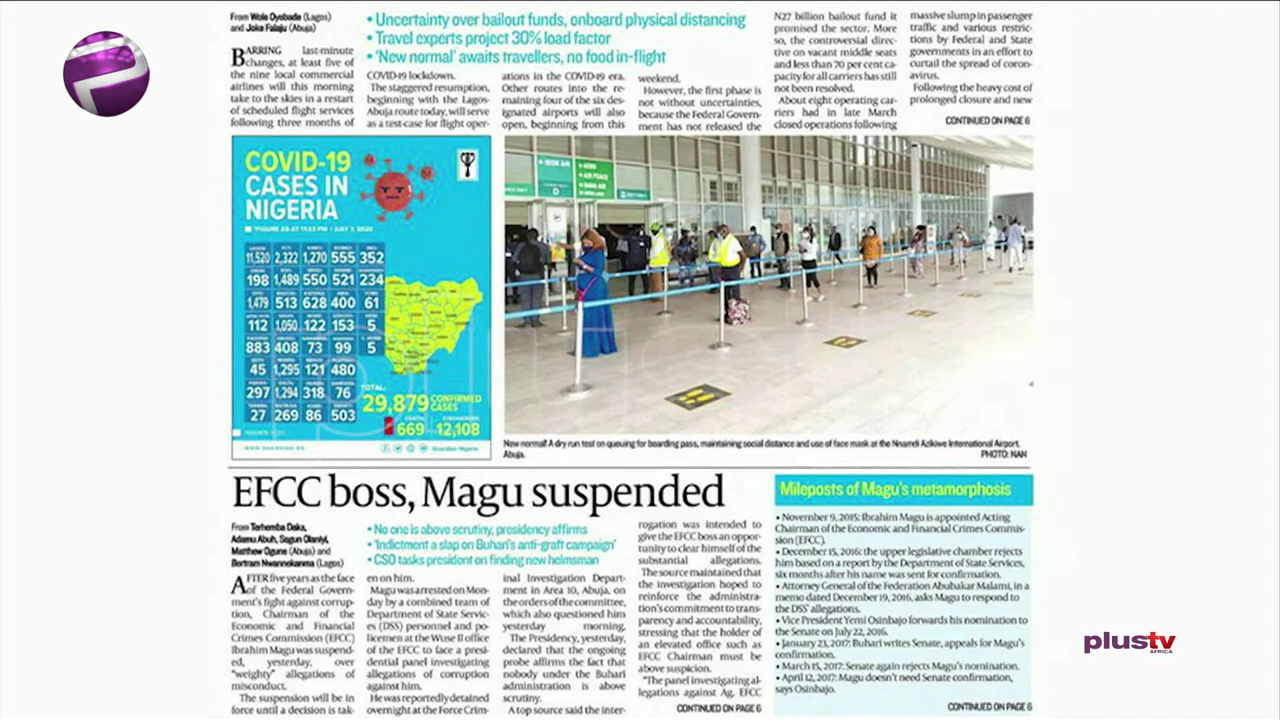 From Wole Oyebade (Lagos)
and Joke Falaju (Abuja)
• Uncertainty over bailout funds, onboard physical distancing
• Travel experts project 30% load factor
• 'New normal' awaits travellers, no food in-flight
BARRING last-minute
changes, at least five of
the nine local commercial
airlines will this morning
take to the skies in a restart
of scheduled flight services
following three months of
COVID-19 lockdown.
The staggered resumption,
beginning with the Lagos-
Abuja route today, will serve
as a test-case for flight oper-
ations in the COVID-19 era.
Other routes into the re-
maining four of the six des-
ignated airports will also
open, beginning from this
weekend.
However, the first phase is
not without uncertainties,
because the Federal Govern-
ment has not released the
N27 billion bailout fund it
promised the sector. More
so, the controversial direc-
tive on vacant middle seats
and less than 70 per cent ca-
pacity for all carriers has still
not been resolved.
About eight operating car-
riers had in late March
closed operations following
massive slump in passenger
traffic and various restric-
tions by Federal and State
governments in an effort to
curtail the spread of coron-
avirus.
Following the heavy cost of
prolonged closure and new
CONTINUED ON PAGE 6
COVID-19
CASES IN
NIGERIA
11,520 2,322 1,270 555 352
198 1,489 550 521 234
1,479 513 628 400 61
112 1,050 122 153 5
883 408 73 99 5
45 1,295 121 480
297 1,294 318 76
27 269 86 503
TOTAL:
29,879 CONFIRMED
CASES
669 12,108
Guardian Nigeria
New normal! A dry run test on queuing for boarding pass, maintaining social distance and use of face mask at the Nnamdi Azikiwe International Airport,
Abuja.
PHOTO: NAN
EFCC boss, Magu suspended
From Terhemba Daka,
Adamu Abuh, Segun Olaniyi,
Matthew Ogune (Abuja) and
Bertram Nwannekanma (Lagos)
• No one is above scrutiny, presidency affirms
• 'Indictment a slap on Buhari's anti-graft campaign'
• CSO tasks president on finding new helmsman
AFTER five years as the face
of the Federal Govern-
ment's fight against corrup-
tion, Chairman of the
Economic and Financial
Crimes Commission (EFCC)
Ibrahim Magu was suspend-
ed, yesterday, over
"weighty" allegations of
misconduct.
The suspension will be in
force until a decision is tak-
en on him.
Magu was arrested on Mon-
day by a combined team of
Department of State Servic-
es (DSS) personnel and po-
licemen at the Wuse II office
of the EFCC to face a presi-
dential panel investigating
allegations of corruption
against him.
He was reportedly detained
overnight at the Force Crim-
inal Investigation Depart-
ment in Area 10, Abuja, on
the orders of the committee,
which also questioned him
yesterday morning.
The Presidency, yesterday,
declared that the ongoing
probe affirms the fact that
nobody under the Buhari
administration is above
scrutiny.
A top source said the inter-
rogation was intended to
give the EFCC boss an oppor-
tunity to clear himself of the
substantial allegations.
The source maintained that
the investigation hoped to
reinforce the administra-
tion's commitment to trans-
parency and accountability,
stressing that the holder of
an elevated office such as
EFCC Chairman must be
above suspicion.
"The panel investigating al-
legations against Ag. EFCC
CONTINUED ON PAGE 6
Mileposts of Magu's metamorphosis
• November 9, 2015: Ibrahim Magu is appointed Acting
Chairman of the Economic and Financial Crimes Commis-
sion (EFCC).
• December 15, 2016: the upper legislative chamber rejects
him based on a report by the Department of State Services,
six months after his name was sent for confirmation.
• Attorney General of the Federation Abubakar Malami, in a
memo dated December 19, 2016, asks Magu to respond to
the DSS' allegations.
• Vice President Yemi Osinbajo forwards his nomination to
the Senate on July 22, 2016.
• January 23, 2017: Buhari writes Senate, appeals for Magu's
confirmation.
• March 15, 2017: Senate again rejects Magu's nomination.
• April 12, 2017: Magu doesn't need Senate confirmation,
says Osinbajo.
CONTINUED ON PAGE 6
plustv
AFRICA